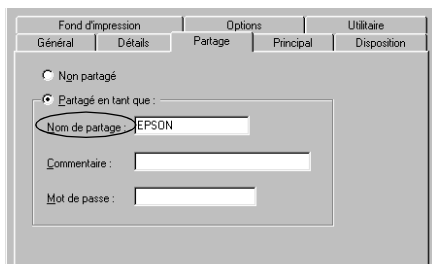 Fond d'impression Options Utilitaire
Général Détails Partage Principal Disposition
Non partagé
Partagé en tant que :
Nom de partage : EPSON
Commentaire :
Mot de passe :